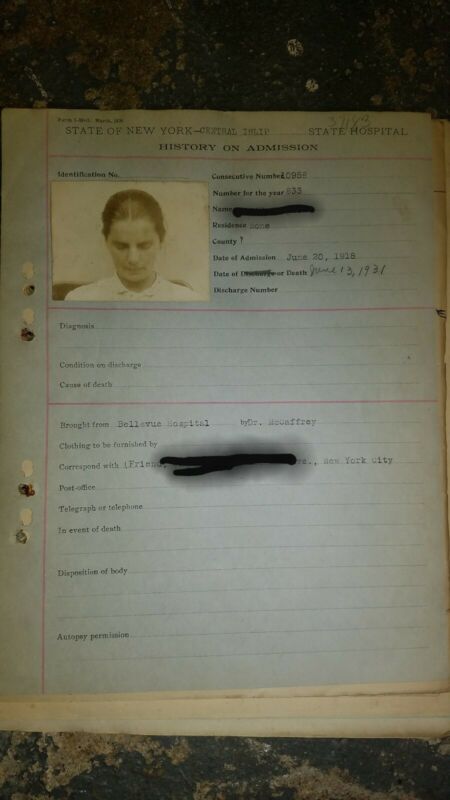 STATE OF NEW YORK—CENTRAL ISLIP STATE HOSPITAL
HISTORY ON ADMISSION
Identification No.
Consecutive Number 10958
Number for the year 833
Name
Residence none
County ?
Date of Admission June 20, 1918
Date of Discharge or Death June 13, 1931
Discharge Number
Diagnosis
Condition on discharge
Cause of death
Brought from Bellevue Hospital by Dr. McCaffrey
Clothing to be furnished by
Correspond with (Friend) New York City
Post-office
Telegraph or telephone
In event of death
Disposition of body
Autopsy permission